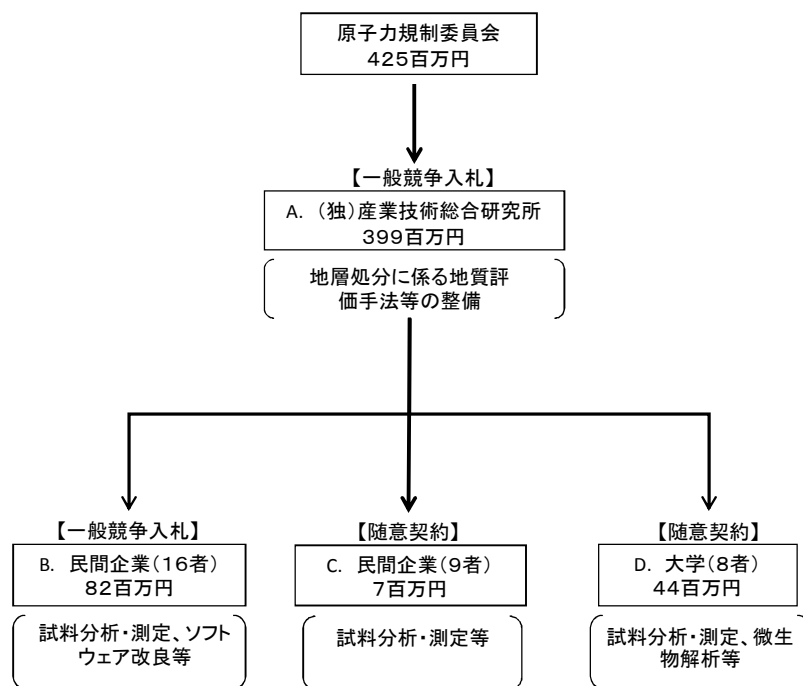 原子力規制委員会
425百万円
【一般競争入札】
A. (独)産業技術総合研究所
399百万円
地層処分に係る地質評
価手法等の整備
【一般競争入札】
B. 民間企業(16者)
82百万円
試料分析・測定、ソフト
ウェア改良等
【随意契約】
C. 民間企業(9者)
7百万円
試料分析・測定等
【随意契約】
D. 大学(8者)
44百万円
試料分析・測定、微生
物解析等